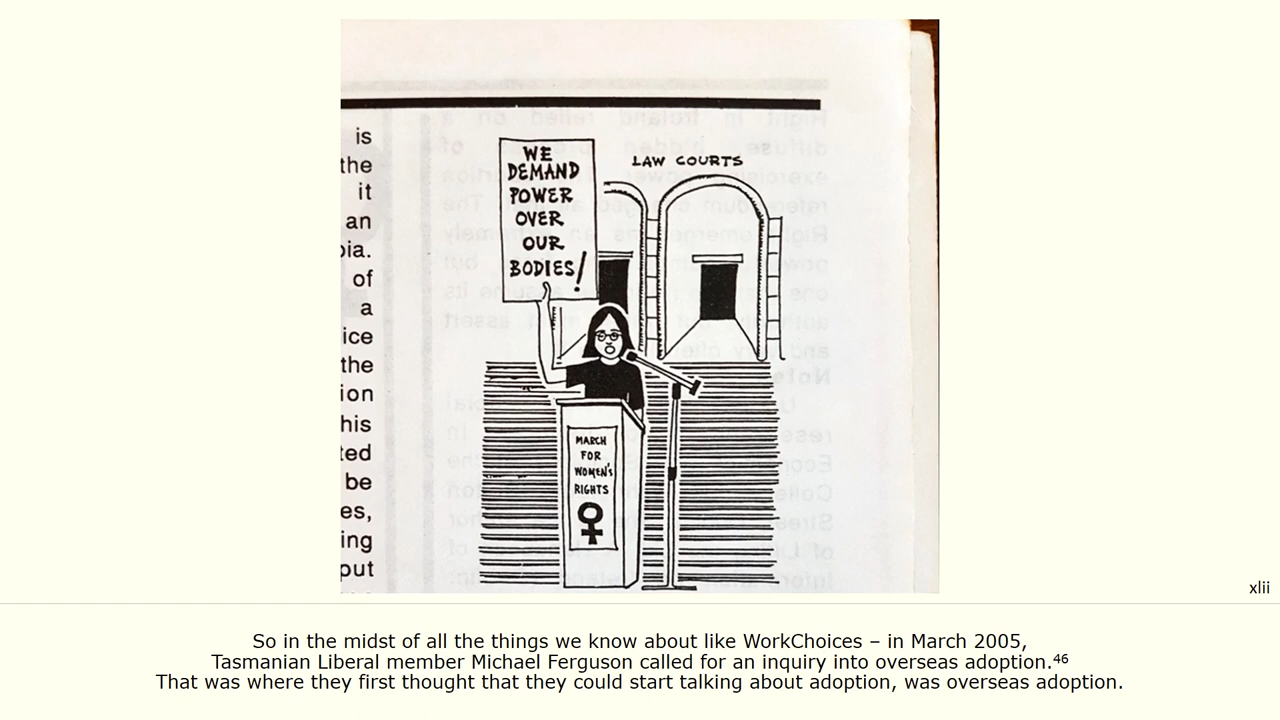 is
the
it
an
oia.
of
a
ice
the
ion
his
ted
be
es,
ing
put
WE
DEMAND
POWER
OVER
OUR
BODIES!
LAW COURTS
MARCH
FOR
WOMEN'S
RIGHTS
xlii
So in the midst of all the things we know about like WorkChoices – in March 2005,
Tasmanian Liberal member Michael Ferguson called for an inquiry into overseas adoption.⁴⁶
That was where they first thought that they could start talking about adoption, was overseas adoption.